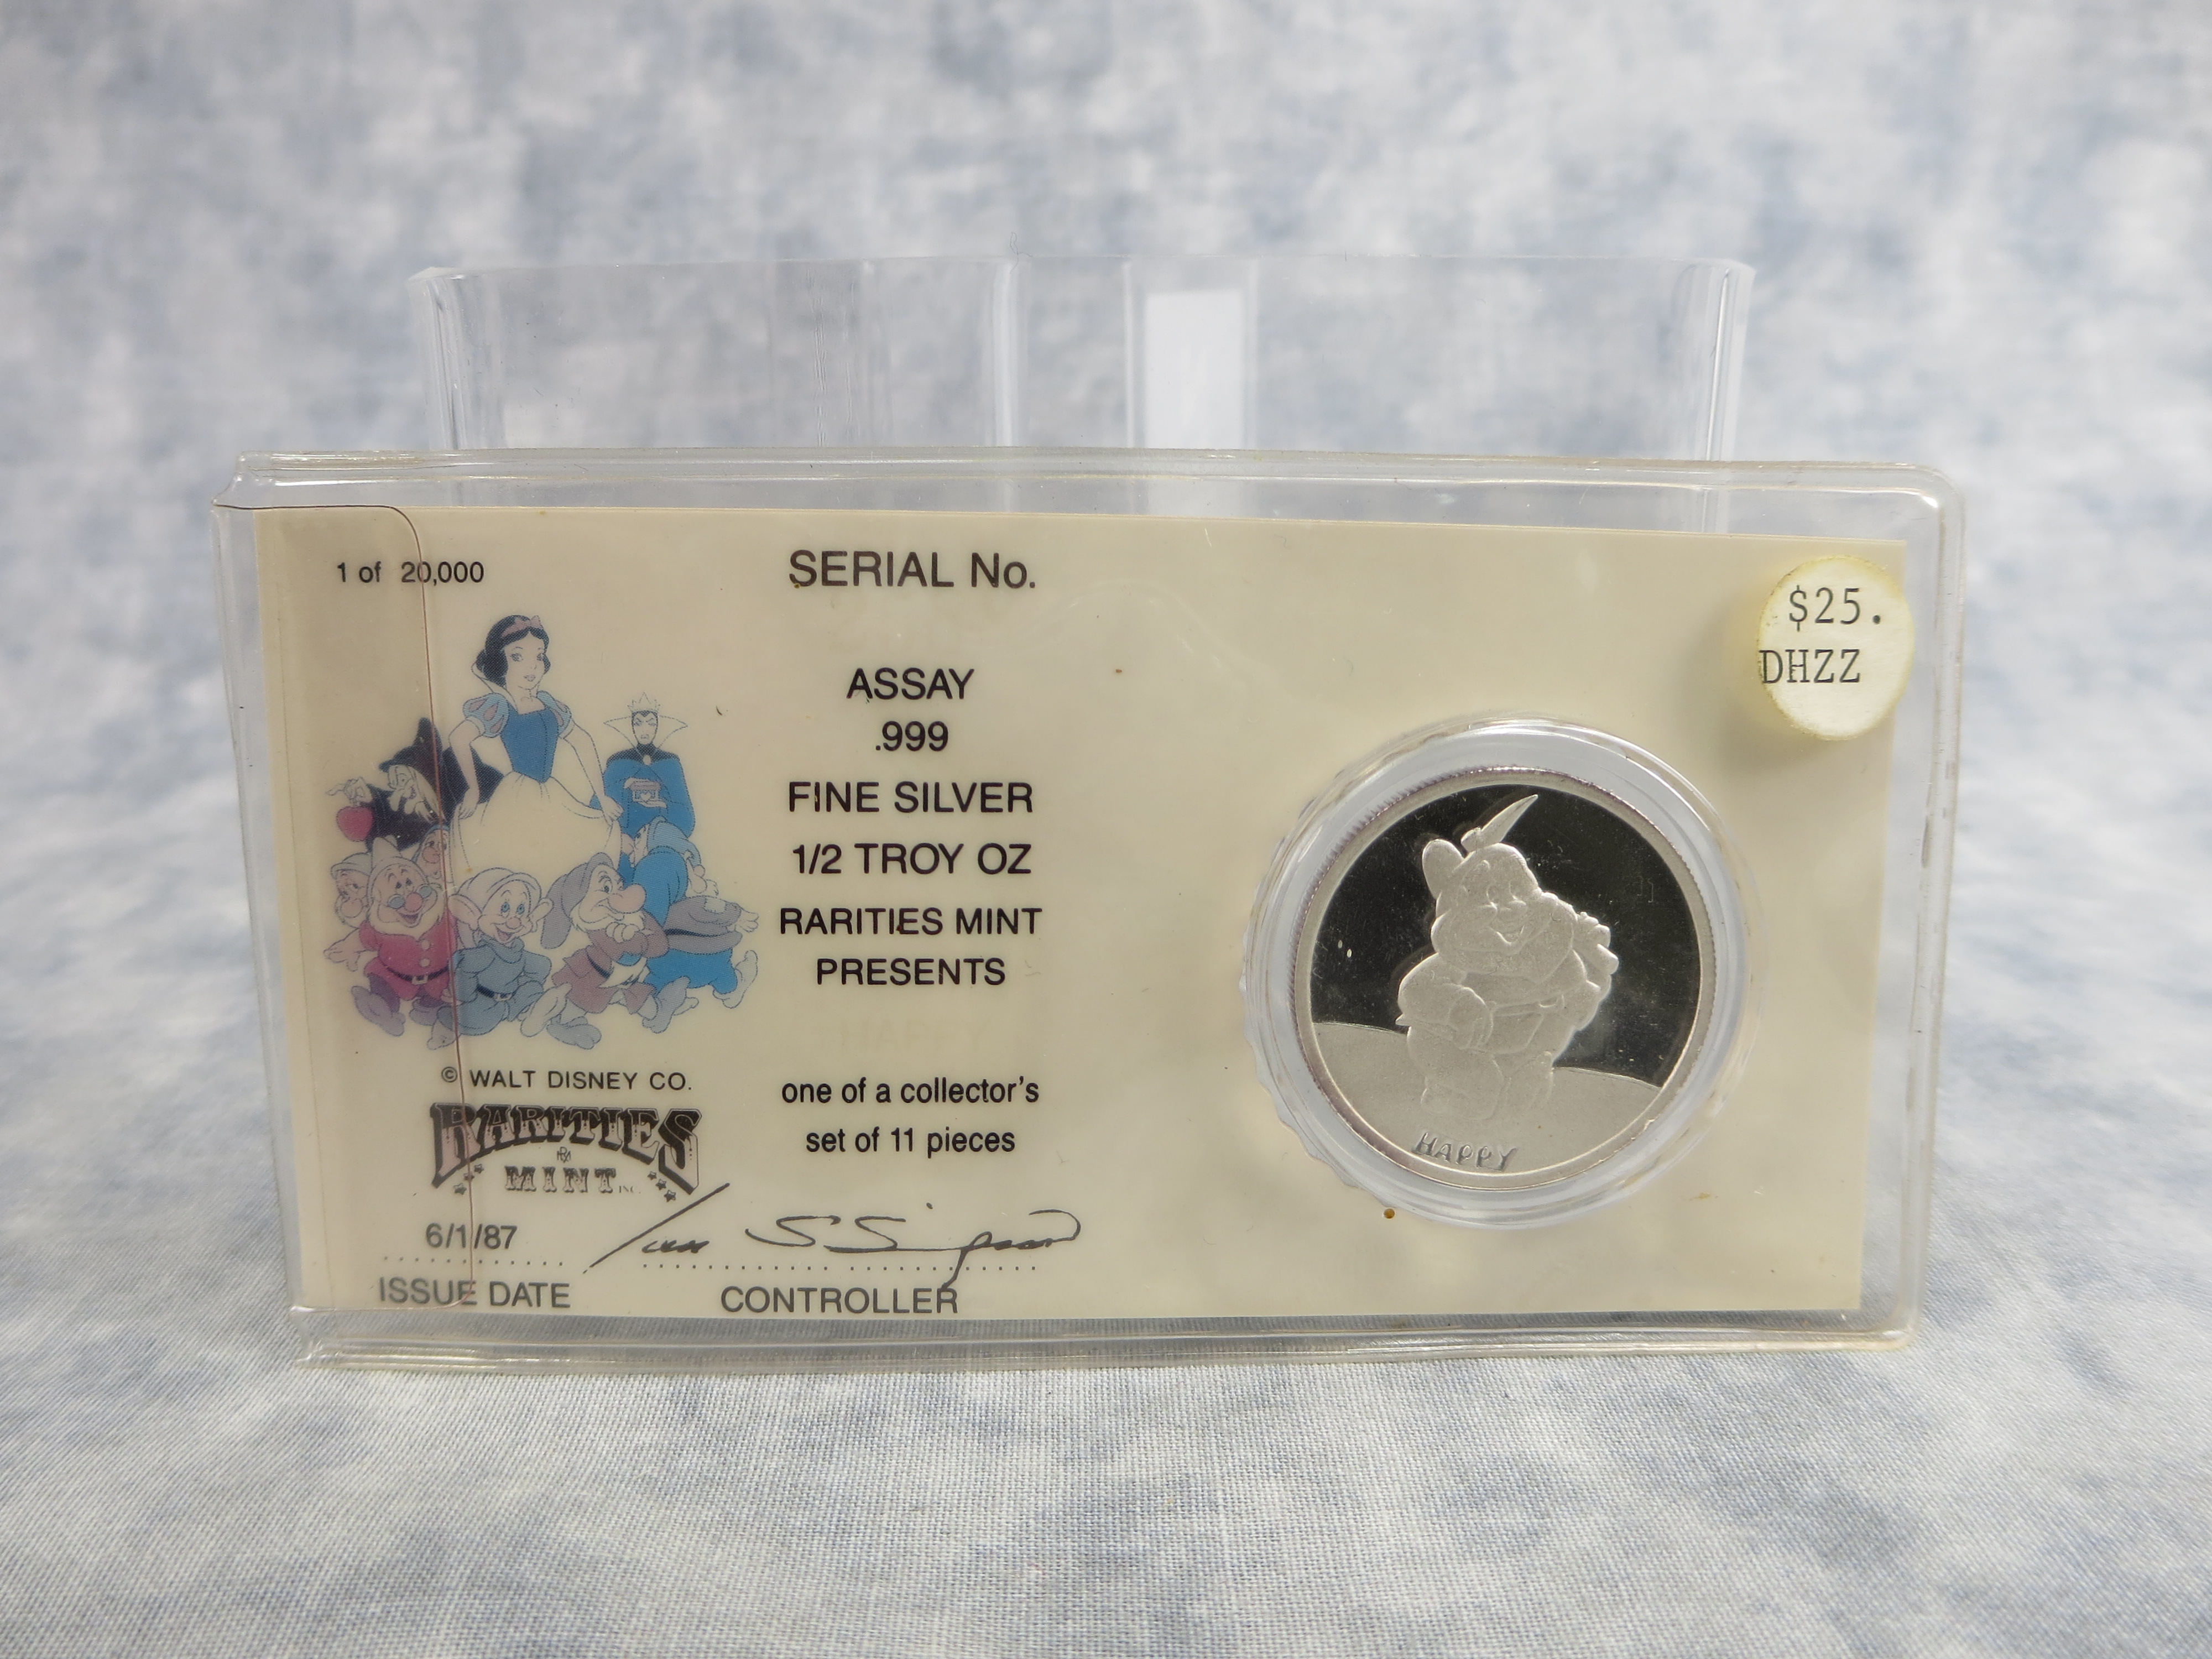 1 of 20,000
SERIAL No.
$25.
DHZZ
ASSAY
.999
FINE SILVER
1/2 TROY OZ
RARITIES MINT
PRESENTS
one of a collector's
set of 11 pieces
© WALT DISNEY CO.
RARITIES
RM
MINT INC.
6/1/87
ISSUE DATE
CONTROLLER
HAPPY